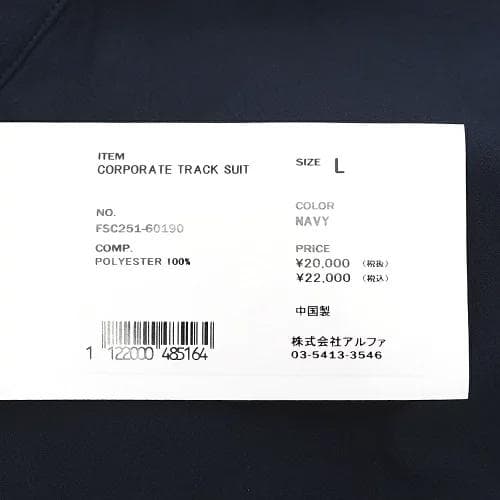 ITEM
CORPORATE TRACK SUIT
SIZE L
NO.
FSC251-60190
COLOR
NAVY
COMP.
POLYESTER 100%
PRICE
¥20,000 (税抜)
¥22,000 (税込)
中国製
1 122000 485164
株式会社アルファ
03-5413-3546